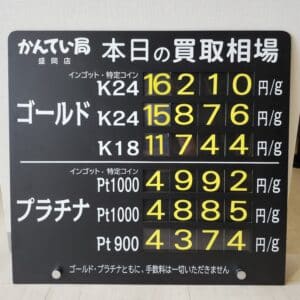 かんてい局 盛岡店 本日の買取相場
インゴット・特定コイン
K24 16210 円/g
ゴールド K24 15876 円/g
K18 11744 円/g
インゴット・特定コイン
Pt1000 4992 円/g
プラチナ Pt1000 4885 円/g
Pt900 4374 円/g
ゴールド・プラチナともに、手数料は一切いただきません